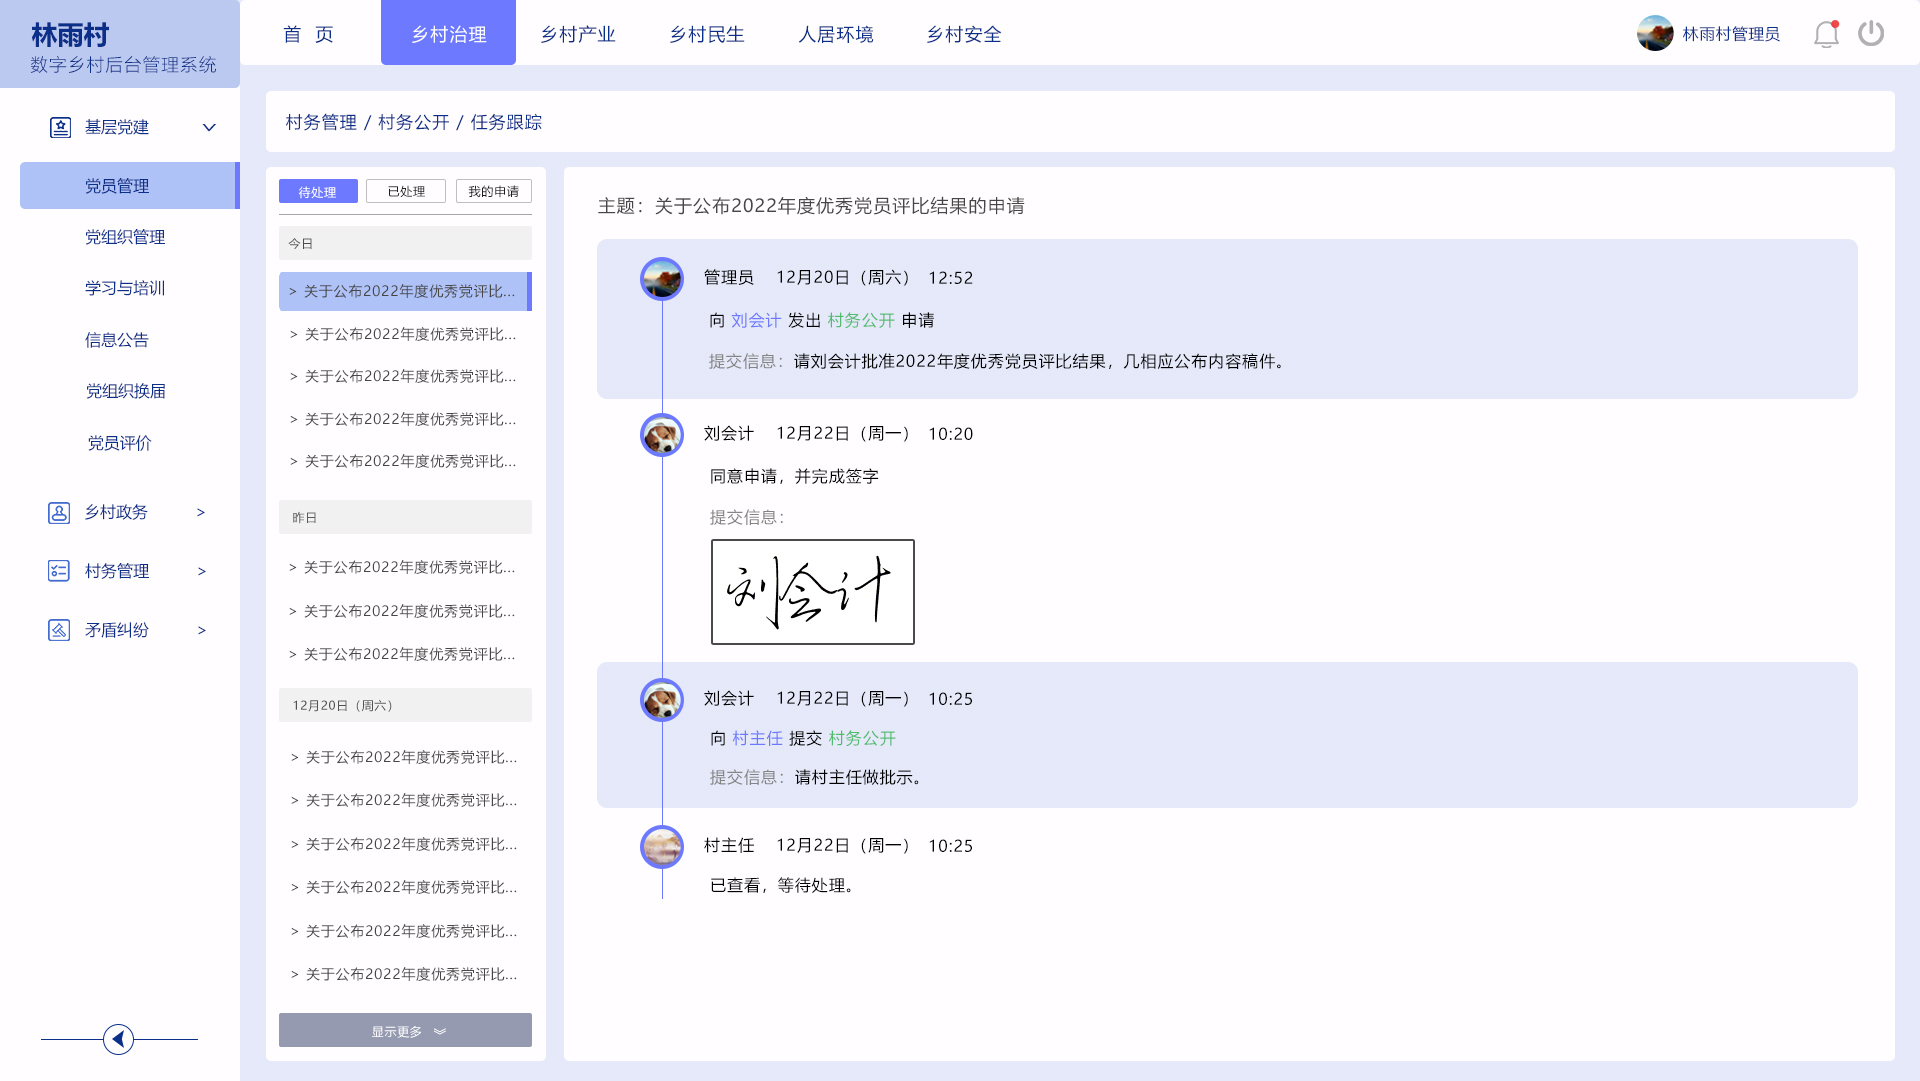 林雨村
数字乡村后台管理系统
首 页
乡村治理
乡村产业
乡村民生
人居环境
乡村安全
林雨村管理员
基层党建
党员管理
党组织管理
学习与培训
信息公告
党组织换届
党员评价
乡村政务 >
村务管理 >
矛盾纠纷 >
村务管理 / 村务公开 / 任务跟踪
待处理
已处理
我的申请
今日
> 关于公布2022年度优秀党评比...
> 关于公布2022年度优秀党评比...
> 关于公布2022年度优秀党评比...
> 关于公布2022年度优秀党评比...
> 关于公布2022年度优秀党评比...
昨日
> 关于公布2022年度优秀党评比...
> 关于公布2022年度优秀党评比...
> 关于公布2022年度优秀党评比...
12月20日（周六）
> 关于公布2022年度优秀党评比...
> 关于公布2022年度优秀党评比...
> 关于公布2022年度优秀党评比...
> 关于公布2022年度优秀党评比...
> 关于公布2022年度优秀党评比...
> 关于公布2022年度优秀党评比...
显示更多
主题：关于公布2022年度优秀党员评比结果的申请
管理员 12月20日（周六） 12:52
向 刘会计 发出 村务公开 申请
提交信息：请刘会计批准2022年度优秀党员评比结果，几相应公布内容稿件。
刘会计 12月22日（周一） 10:20
同意申请，并完成签字
提交信息：
刘会计
刘会计 12月22日（周一） 10:25
向 村主任 提交 村务公开
提交信息：请村主任做批示。
村主任 12月22日（周一） 10:25
已查看，等待处理。